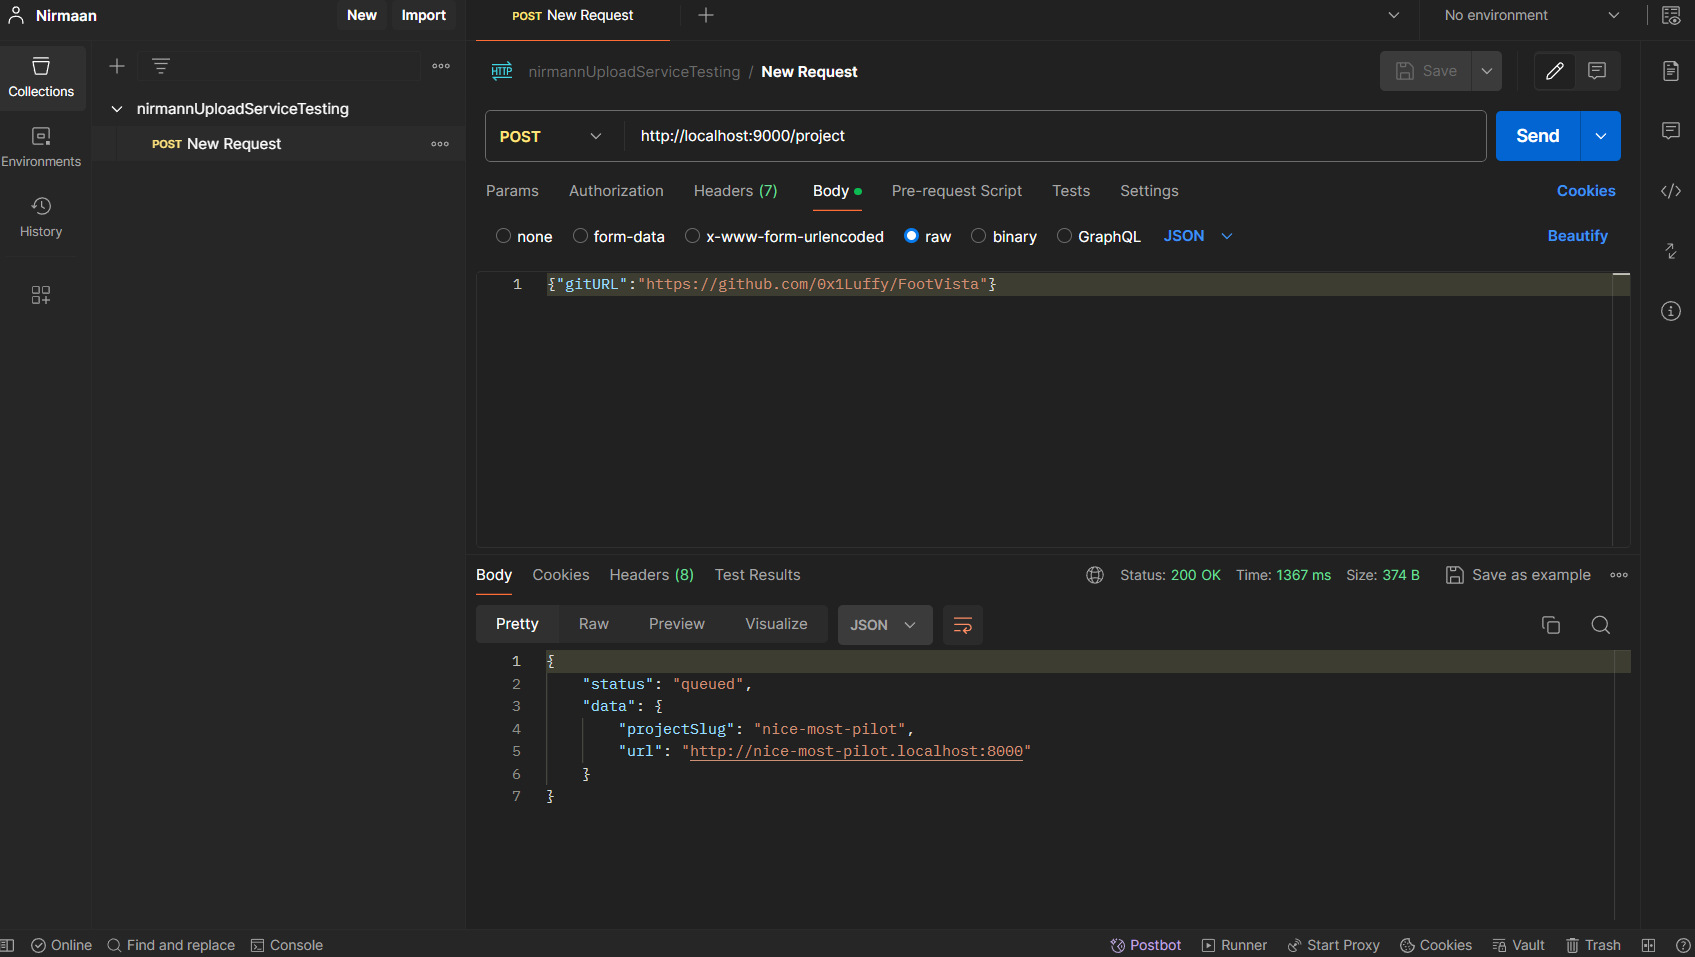 Nirmaan
New
Import
POST New Request
No environment
Collections
Environments
History
nirmannUploadServiceTesting
POST New Request
HTTP nirmannUploadServiceTesting / New Request
Save
POST
http://localhost:9000/project
Send
Params Authorization Headers (7) Body Pre-request Script Tests Settings Cookies
none form-data x-www-form-urlencoded raw binary GraphQL JSON Beautify
1 {"gitURL":"https://github.com/0x1Luffy/FootVista"}
Body Cookies Headers (8) Test Results
Status: 200 OK Time: 1367 ms Size: 374 B Save as example
Pretty Raw Preview Visualize JSON
1 {
2 "status": "queued",
3 "data": {
4 "projectSlug": "nice-most-pilot",
5 "url": "http://nice-most-pilot.localhost:8000"
6 }
7 }
Online Find and replace Console
Postbot Runner Start Proxy Cookies Vault Trash